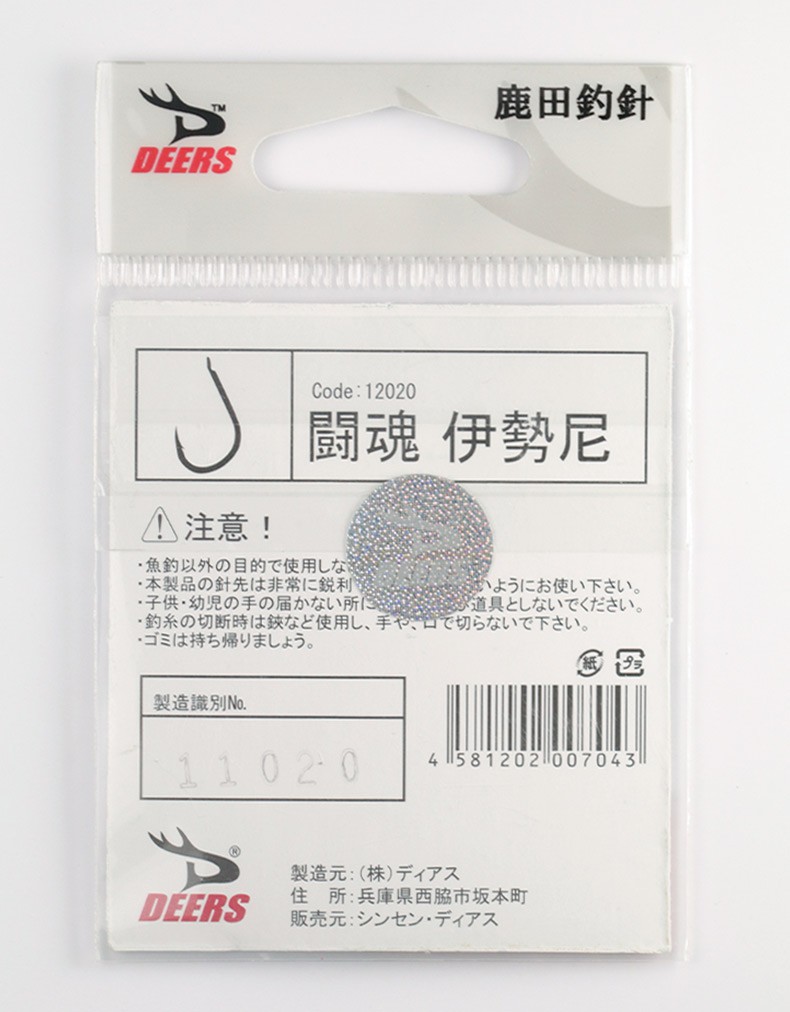 DEERS
TM
鹿田釣針
Code:12020
闘魂 伊勢尼
注意！
・魚釣以外の目的で使用しな
・本製品の針先は非常に鋭利 いようにお使い下さい。
・子供・幼児の手の届かない所に 道具としないでください。
・釣糸の切断時は鋏など使用し、手や、口で切らないで下さい。
・ゴミは持ち帰りましょう。
紙 プラ
製造識別No.
11020
4 581202 007043
DEERS
®
DEERS
製造元：（株）ディアス
住 所：兵庫県西脇市坂本町
販売元：シンセン・ディアス